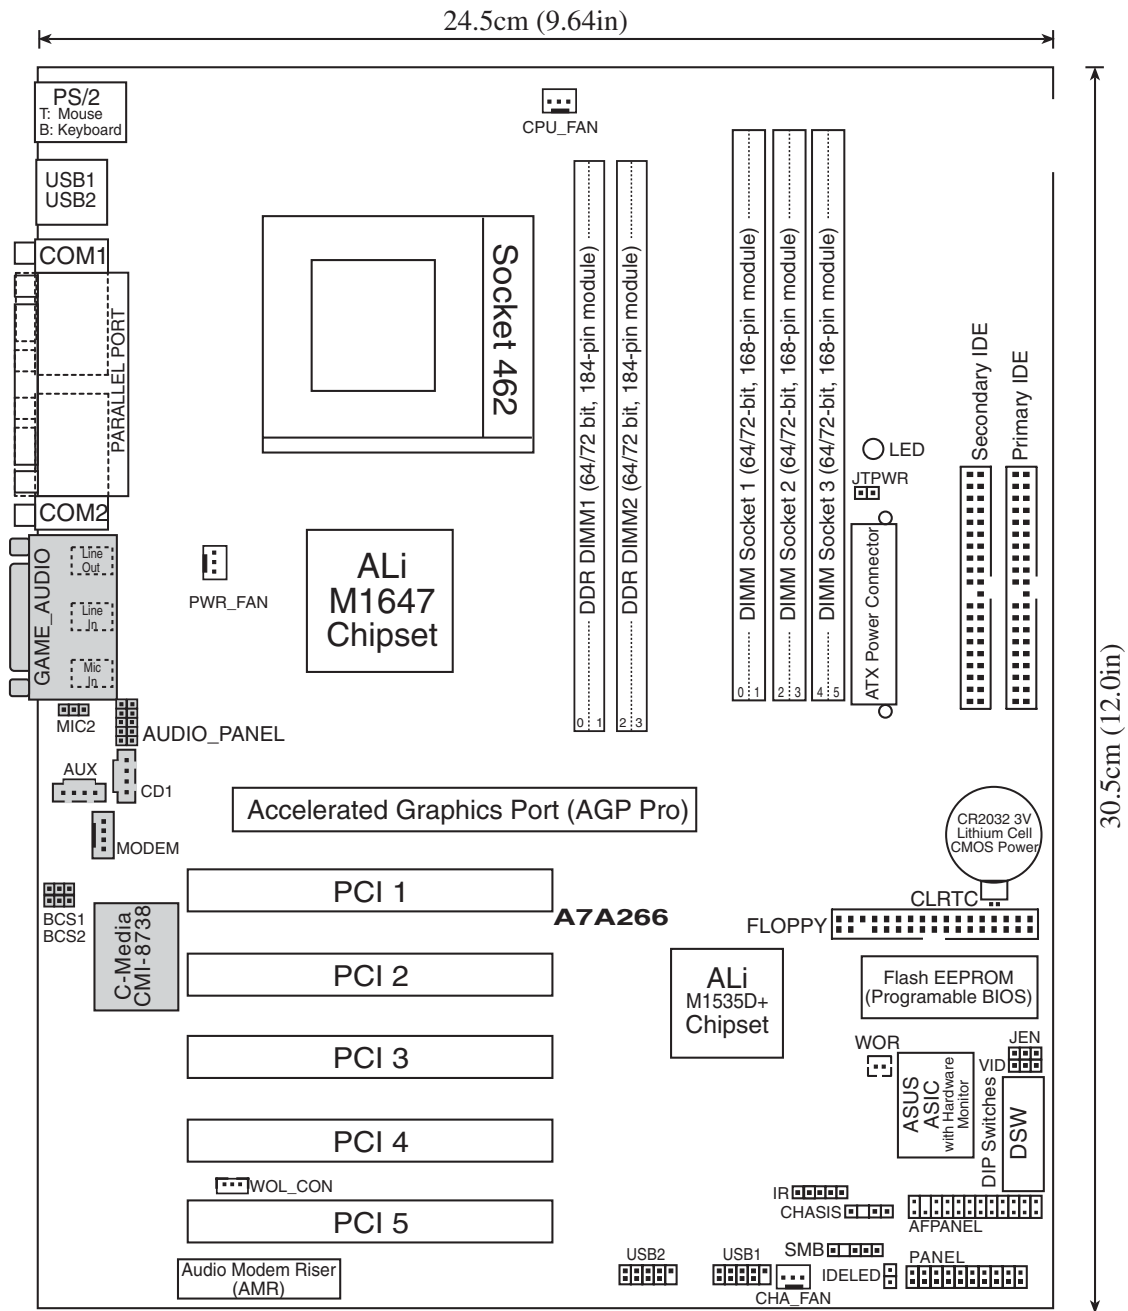 24.5cm (9.64in)
PS/2
T: Mouse
B: Keyboard
CPU_FAN
USB1
USB2
COM1
PARALLEL PORT
COM2
Socket 462
DDR DIMM1 (64/72 bit, 184-pin module)
0 1
DDR DIMM2 (64/72 bit, 184-pin module)
2 3
DIMM Socket 1 (64/72-bit, 168-pin module)
0 1
DIMM Socket 2 (64/72-bit, 168-pin module)
2 3
DIMM Socket 3 (64/72-bit, 168-pin module)
4 5
Secondary IDE
Primary IDE
LED
JTPWR
ATX Power Connector
30.5cm (12.0in)
GAME_AUDIO
Line
Out
Line
In
Mic
In
PWR_FAN
ALi
M1647
Chipset
MIC2
AUDIO_PANEL
AUX
CD1
MODEM
Accelerated Graphics Port (AGP Pro)
CR2032 3V
Lithium Cell
CMOS Power
CLRTC
FLOPPY
BCS1
BCS2
C-Media
CMI-8738
PCI 1
A7A266
PCI 2
PCI 3
PCI 4
WOL_CON
PCI 5
Audio Modem Riser
(AMR)
ALi
M1535D+
Chipset
Flash EEPROM
(Programable BIOS)
WOR
JEN
VID
ASUS
ASIC
with Hardware
Monitor
DIP Switches
DSW
IR
CHASIS
AFPANEL
USB2
USB1
SMB
PANEL
IDELED
CHA_FAN